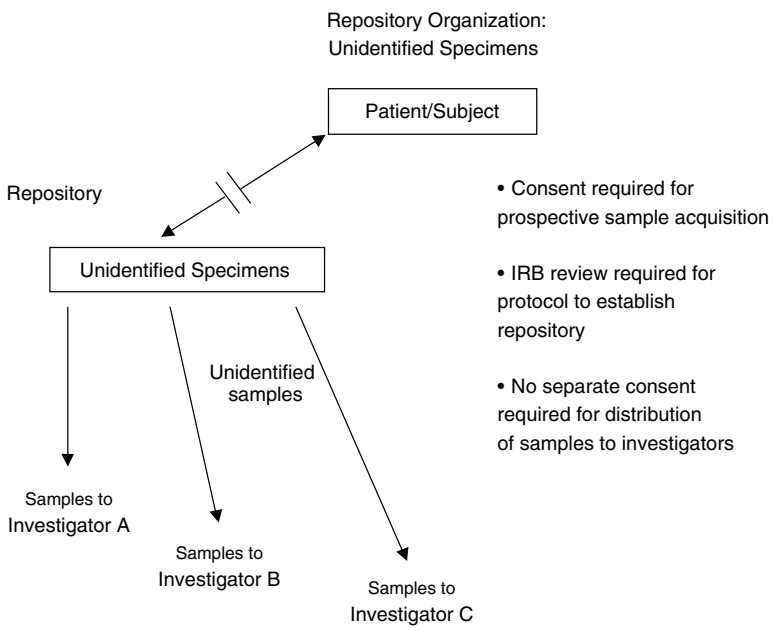 Repository Organization:
Unidentified Specimens
Patient/Subject
Repository
Unidentified Specimens
Unidentified
samples
Samples to
Investigator A
Samples to
Investigator B
Samples to
Investigator C
• Consent required for
prospective sample acquisition
• IRB review required for
protocol to establish
repository
• No separate consent
required for distribution
of samples to investigators